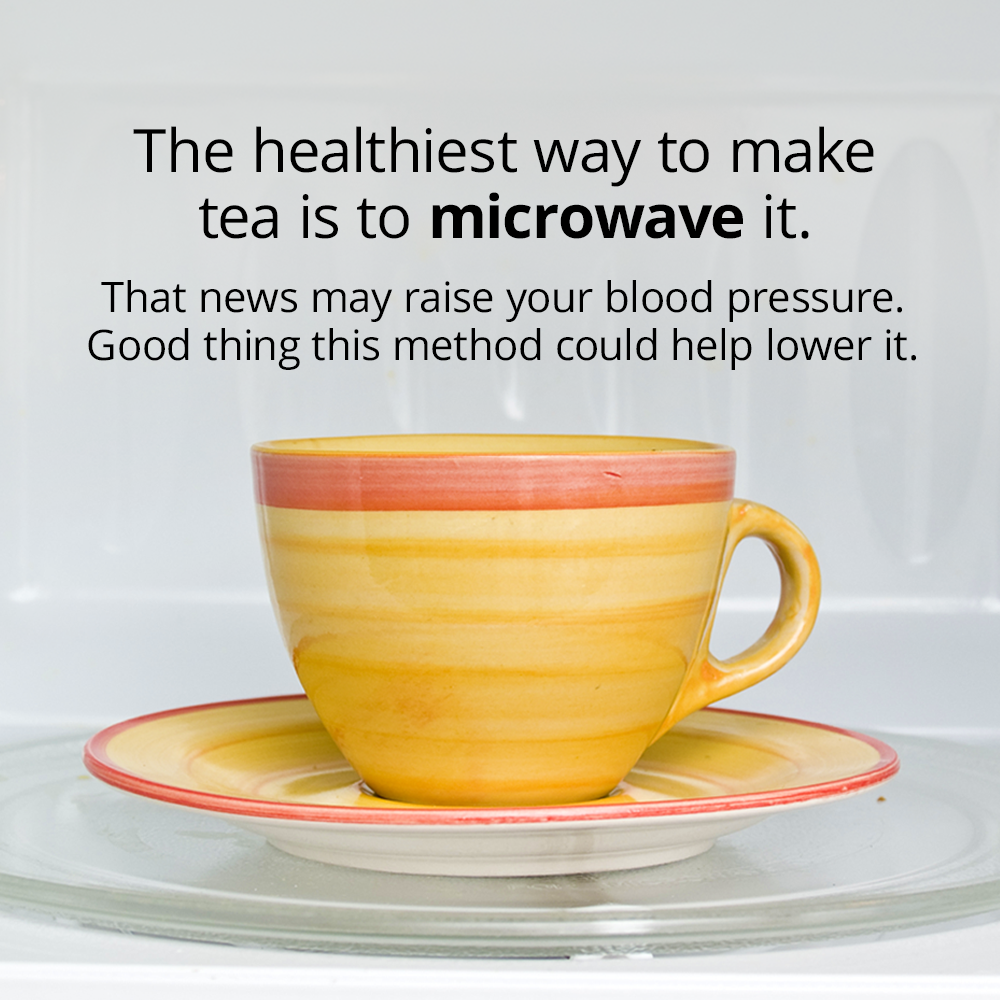 The healthiest way to make
tea is to microwave it.
That news may raise your blood pressure.
Good thing this method could help lower it.